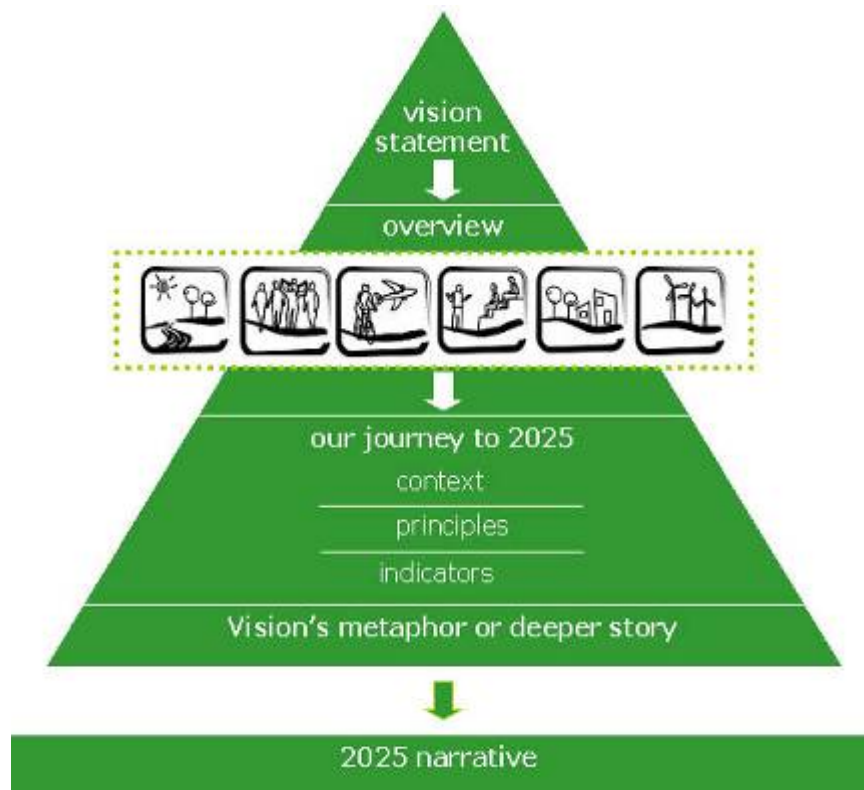 vision
statement
overview
our journey to 2025
context
principles
indicators
Vision's metaphor or deeper story
2025 narrative